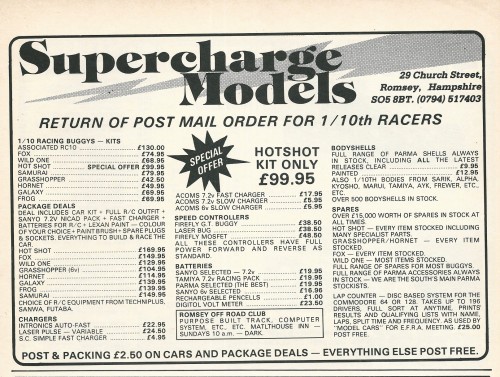 Supercharge
Models
29 Church Street,
Romsey, Hampshire
SO5 8BT. (0794) 517403
RETURN OF POST MAIL ORDER FOR 1/10th RACERS
1/10 RACING BUGGYS — KITS
ASSOCIATED RC10 £130.00
FOX £74.95
WILD ONE £68.95
HOT SHOT SPECIAL OFFER £99.95
SAMURAI £79.95
GRASSHOPPER £42.50
HORNET £49.95
GALAXY £69.95
FROG £69.95
PACKAGE DEALS
DEAL INCLUDES CAR KIT + FULL R/C OUTFIT +
SANYO 7.2V NICAD PACK + FAST CHARGER +
BATTERIES FOR R/C + LEXAN PAINT — COLOUR
OF YOUR CHOICE + PAINT BRUSH + SPARE PLUGS
& SOCKETS. EVERYTHING TO BUILD & RACE THE
CAR.
HOT SHOT £169.95
FOX £149.95
WILD ONE £129.95
GRASSHOPPER (6v) £104.95
HORNET £114.95
GALAXY £139.95
FROG £139.95
SAMURAI £149.95
CHOICE OF R/C EQUIPMENT FROM TECHNIPLUS,
SANWA, FUTABA.
CHARGERS
INTRONICS AUTO-FAST £22.95
LASER PULSE — VARIABLE £24.50
S.C. SIMPLE FAST CHARGER £4.95
SPECIAL
OFFER
HOTSHOT
KIT ONLY
£99.95
ACOMS 7.2v FAST CHARGER £17.95
ACOMS 7.2v SLOW CHARGER £5.95
ACOMS 6v SLOW CHARGER £5.95
SPEED CONTROLLERS
FIREFLY G.T. BUGGY £38.50
LASER BUG £38.50
FIREFLY MOSFET £48.50
ALL THESE CONTROLLERS HAVE FULL
POWER FORWARD AND REVERSE AS
STANDARD.
BATTERIES
SANYO SELECTED — 7.2v £19.95
TAMIYA 7.2v RACING PACK £19.95
PARMA SELECTED (THE BEST) £19.95
SANYO 6v SELECTED £15.95
RECHARGEABLE PENCELLS £1.00
DIGITAL VOLT METER £23.50
ROMSEY OFF ROAD CLUB
PURPOSE BUILT TRACK, COMPUTER
SYSTEM, ETC., ETC. MALTHOUSE INN —
SUNDAYS 10 a.m. — DARK.
BODYSHELLS
FULL RANGE OF PARMA SHELLS ALWAYS
IN STOCK, INCLUDING ALL THE LATEST
RELEASES CLEAR £9.95
PAINTED £12.95
ALSO 1/10TH BODIES FROM SARIK, ALPHA,
KYOSHO, MARUI, TAMIYA, AYK, FREWER, ETC.,
ETC.
OVER 500 BODYSHELLS IN STOCK.
SPARES
OVER £15,000 WORTH OF SPARES IN STOCK AT
ALL TIMES.
HOT SHOT — EVERY ITEM STOCKED INCLUDING
MANY SPECIALIST PARTS.
GRASSHOPPER/HORNET — EVERY ITEM
STOCKED.
FOX — EVERY ITEM STOCKED.
WILD ONE — MOST ITEMS STOCKED.
FULL RANGE OF SPARES FOR MOST BUGGYS.
FULL RANGE OF PARMA ACCESSORIES ALWAYS
IN STOCK — WE ARE THE SOUTH'S MAIN PARMA
STOCKISTS.
LAP COUNTER — DISC BASED SYSTEM FOR THE
COMMODORE 64 OR 128. TAKES UP TO 196
DRIVERS, FULL SORT AT ANYTIME. PRINTS
RESULTS AND QUALIFYING LISTS WITH NAME,
LAPS, SPLIT TIME AND FREQUENCY. AS USED BY
"MODEL CARS" FOR E.F.R.A. MEETING. £25.00
POST FREE.
POST & PACKING £2.50 ON CARS AND PACKAGE DEALS — EVERYTHING ELSE POST FREE.